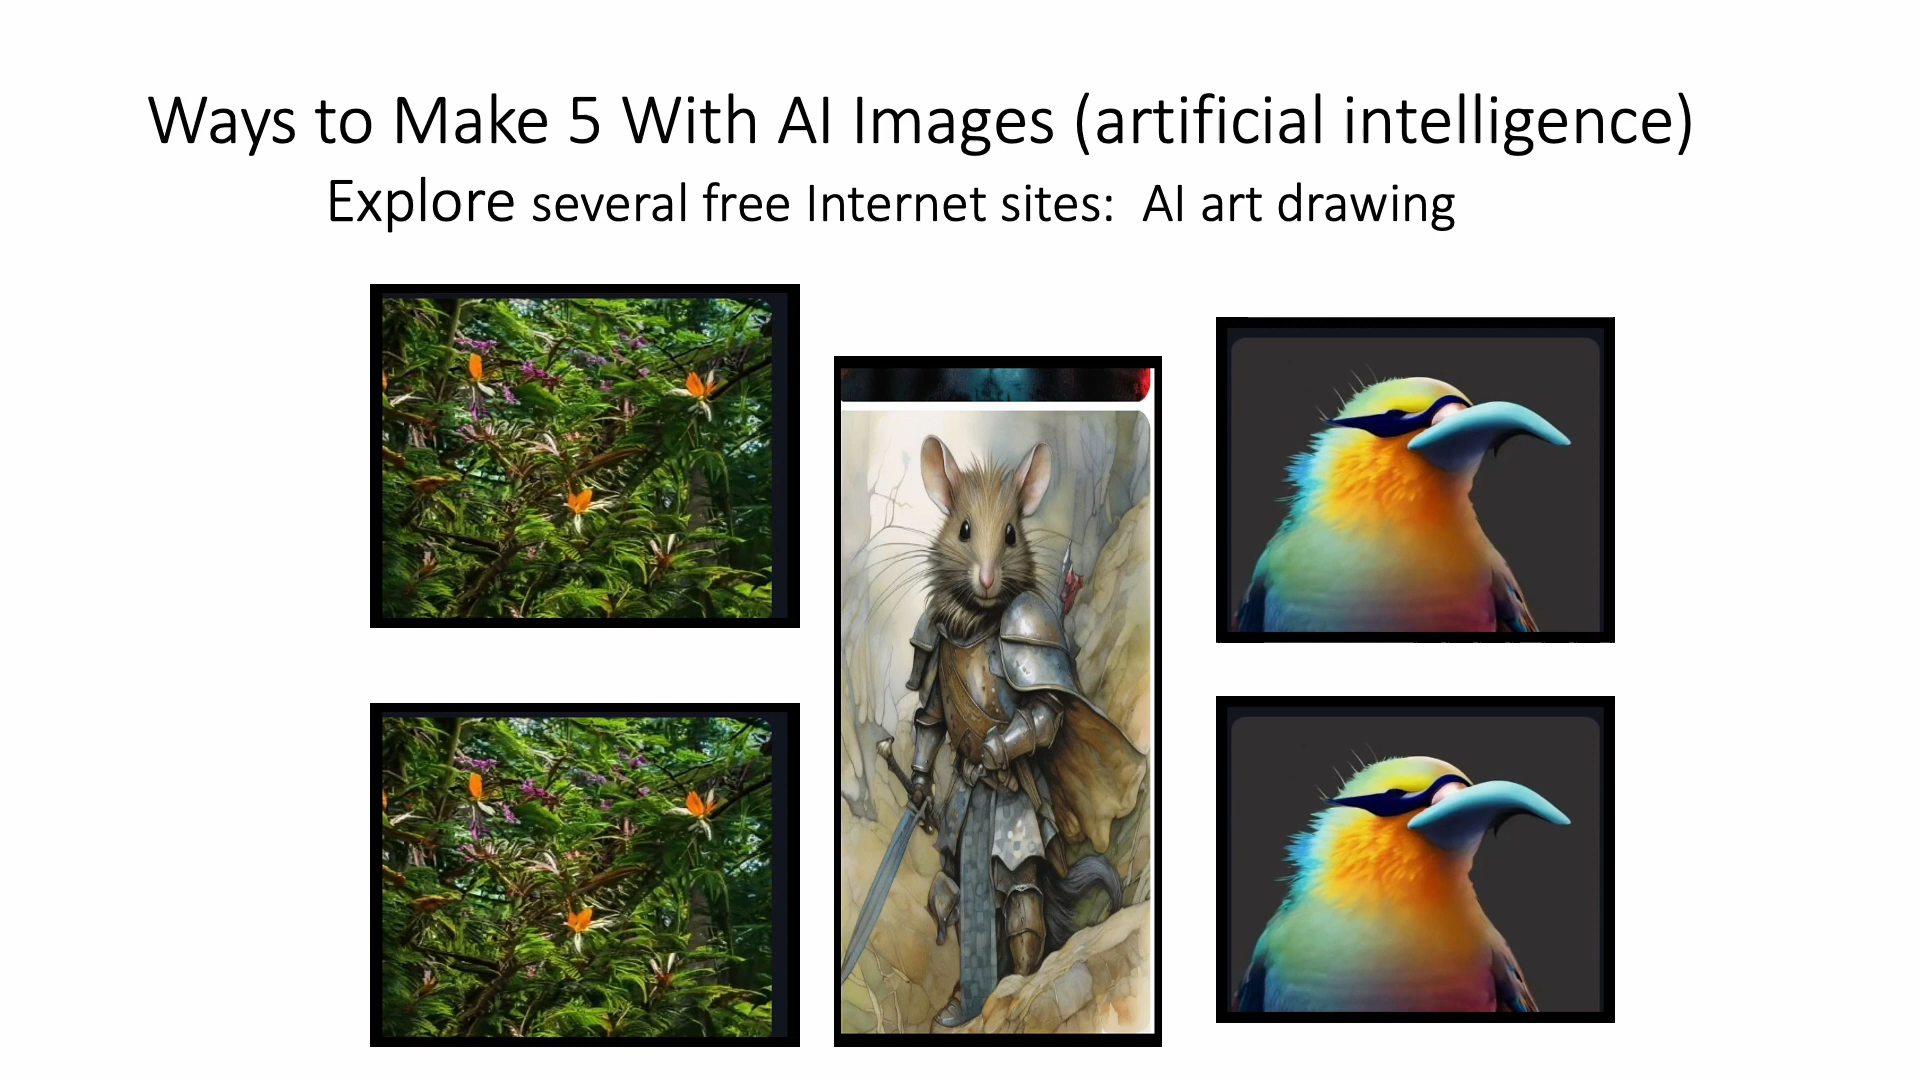 Ways to Make 5 With AI Images (artificial intelligence)
Explore several free Internet sites:  AI art drawing